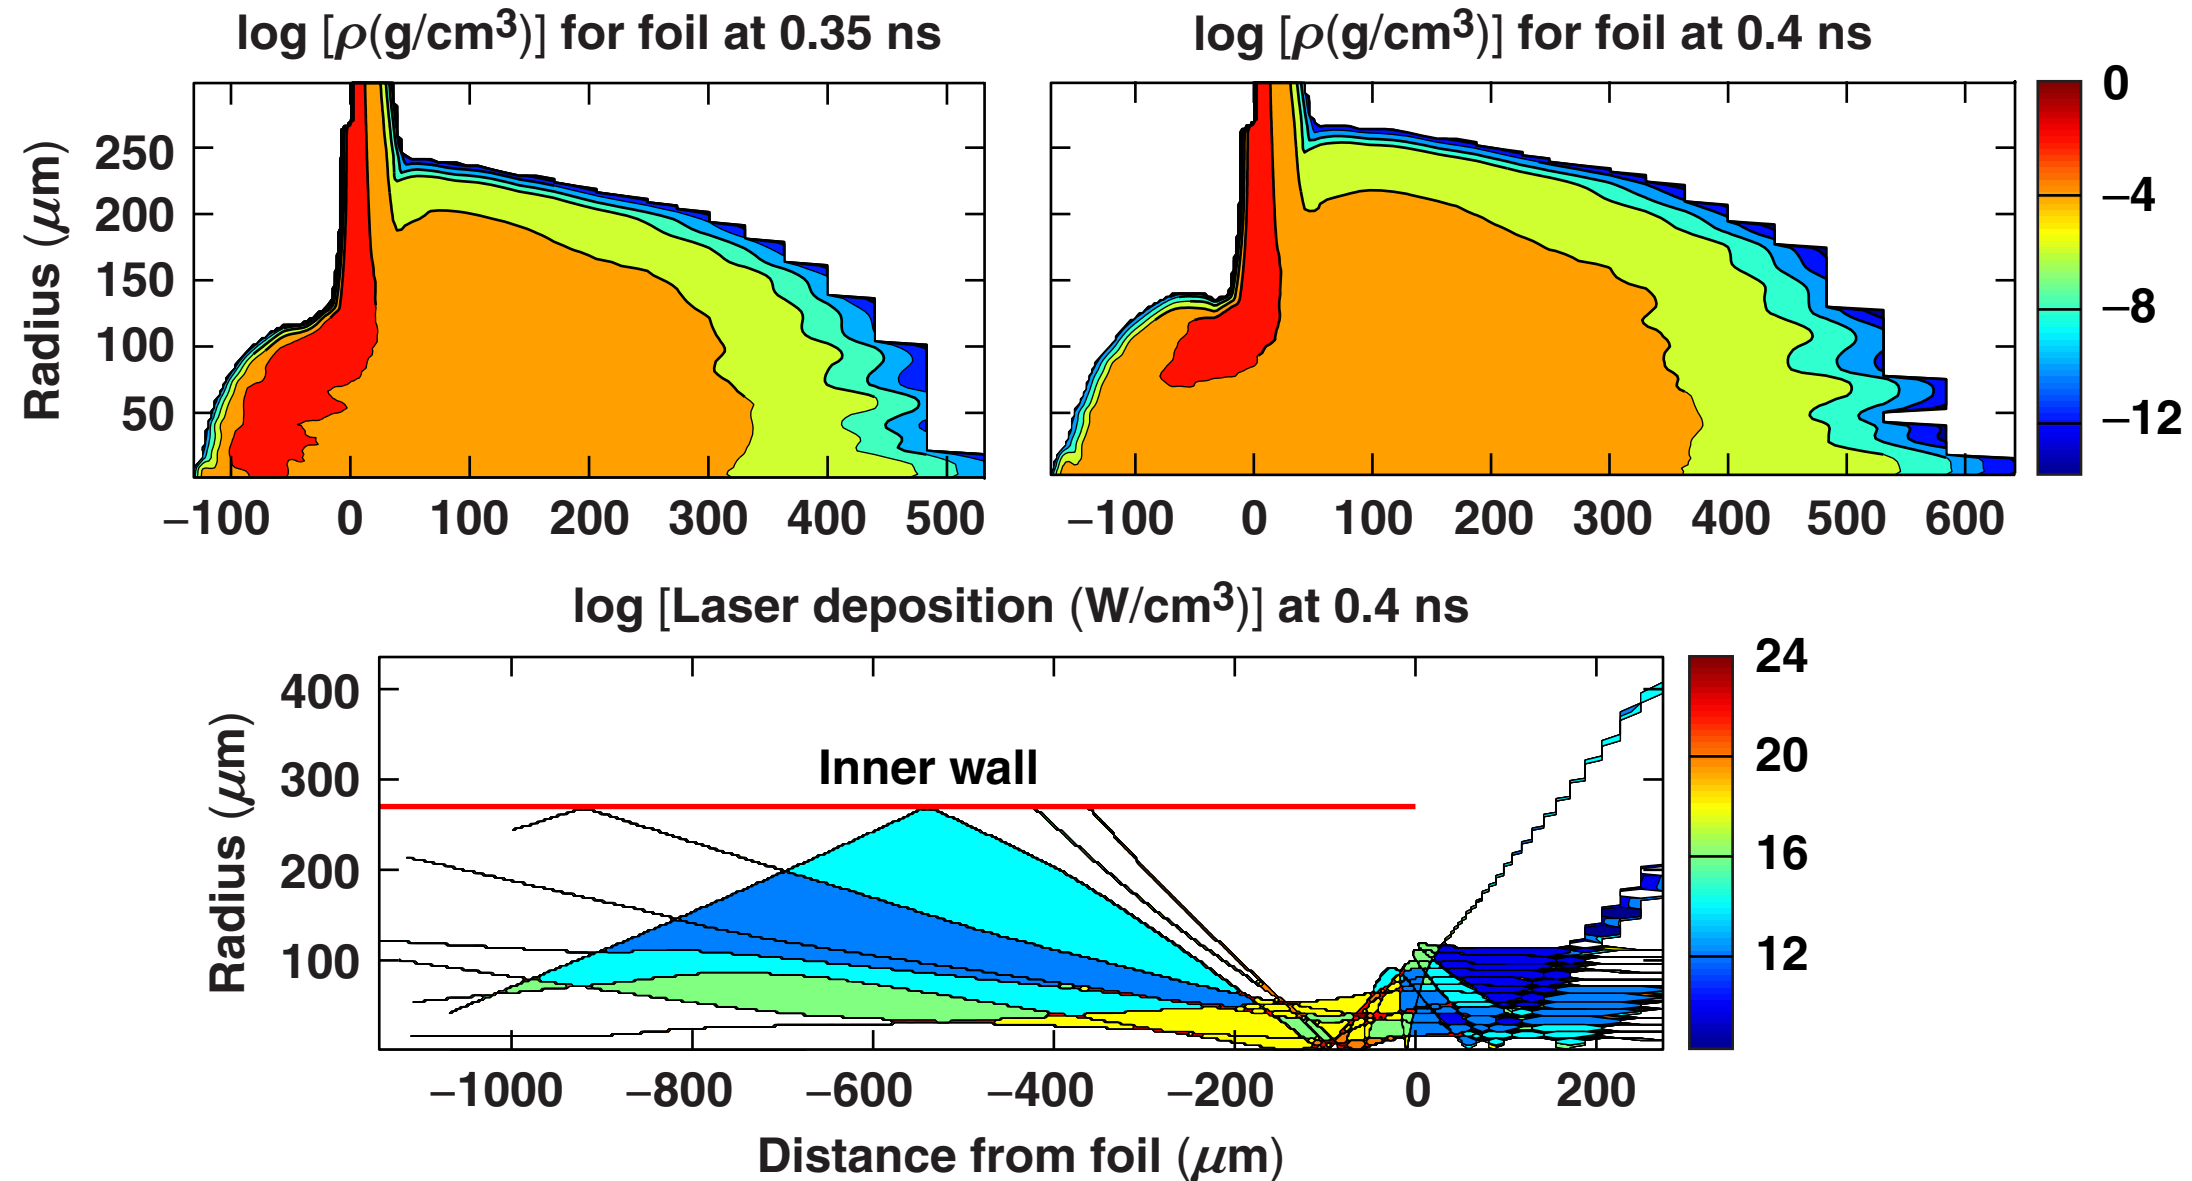 log [ρ(g/cm³)] for foil at 0.35 ns
log [ρ(g/cm³)] for foil at 0.4 ns
Radius (μm)
250
200
150
100
50
–100 0 100 200 300 400 500
–100 0 100 200 300 400 500 600
0
–4
–8
–12
log [Laser deposition (W/cm³)] at 0.4 ns
Radius (μm)
400
300
200
100
Inner wall
–1000 –800 –600 –400 –200 0 200
Distance from foil (μm)
24
20
16
12